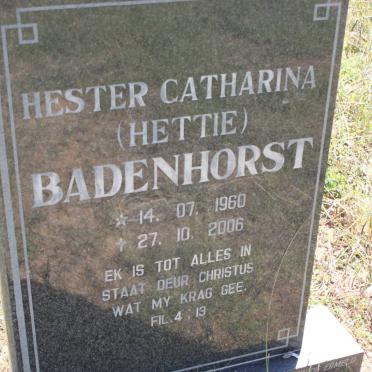 HESTER CATHARINA
(HETTIE)
BADENHORST
☆ 14. 07. 1960
✝ 27. 10. 2006
EK IS TOT ALLES IN
STAAT DEUR CHRISTUS
WAT MY KRAG GEE.
FIL. 4 : 13